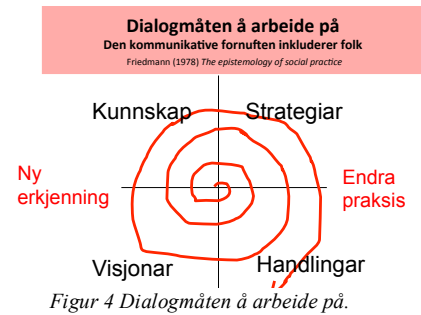 Dialogmåten å arbeide på
Den kommunikative fornuften inkluderer folk
Friedmann (1978) The epistemology of social practice
Kunnskap
Strategiar
Ny
erkjenning
Endra
praksis
Visjonar
Handlingar
Figur 4 Dialogmåten å arbeide på.